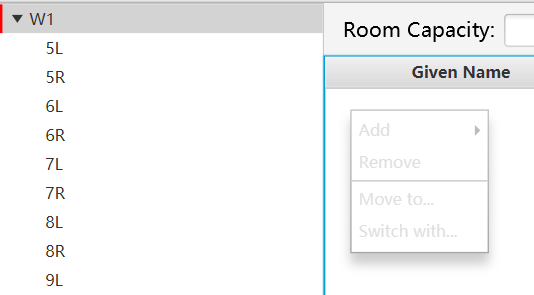 W1
5L
5R
6L
6R
7L
7R
8L
8R
9L
Room Capacity:
Given Name
Add
Remove
Move to...
Switch with...